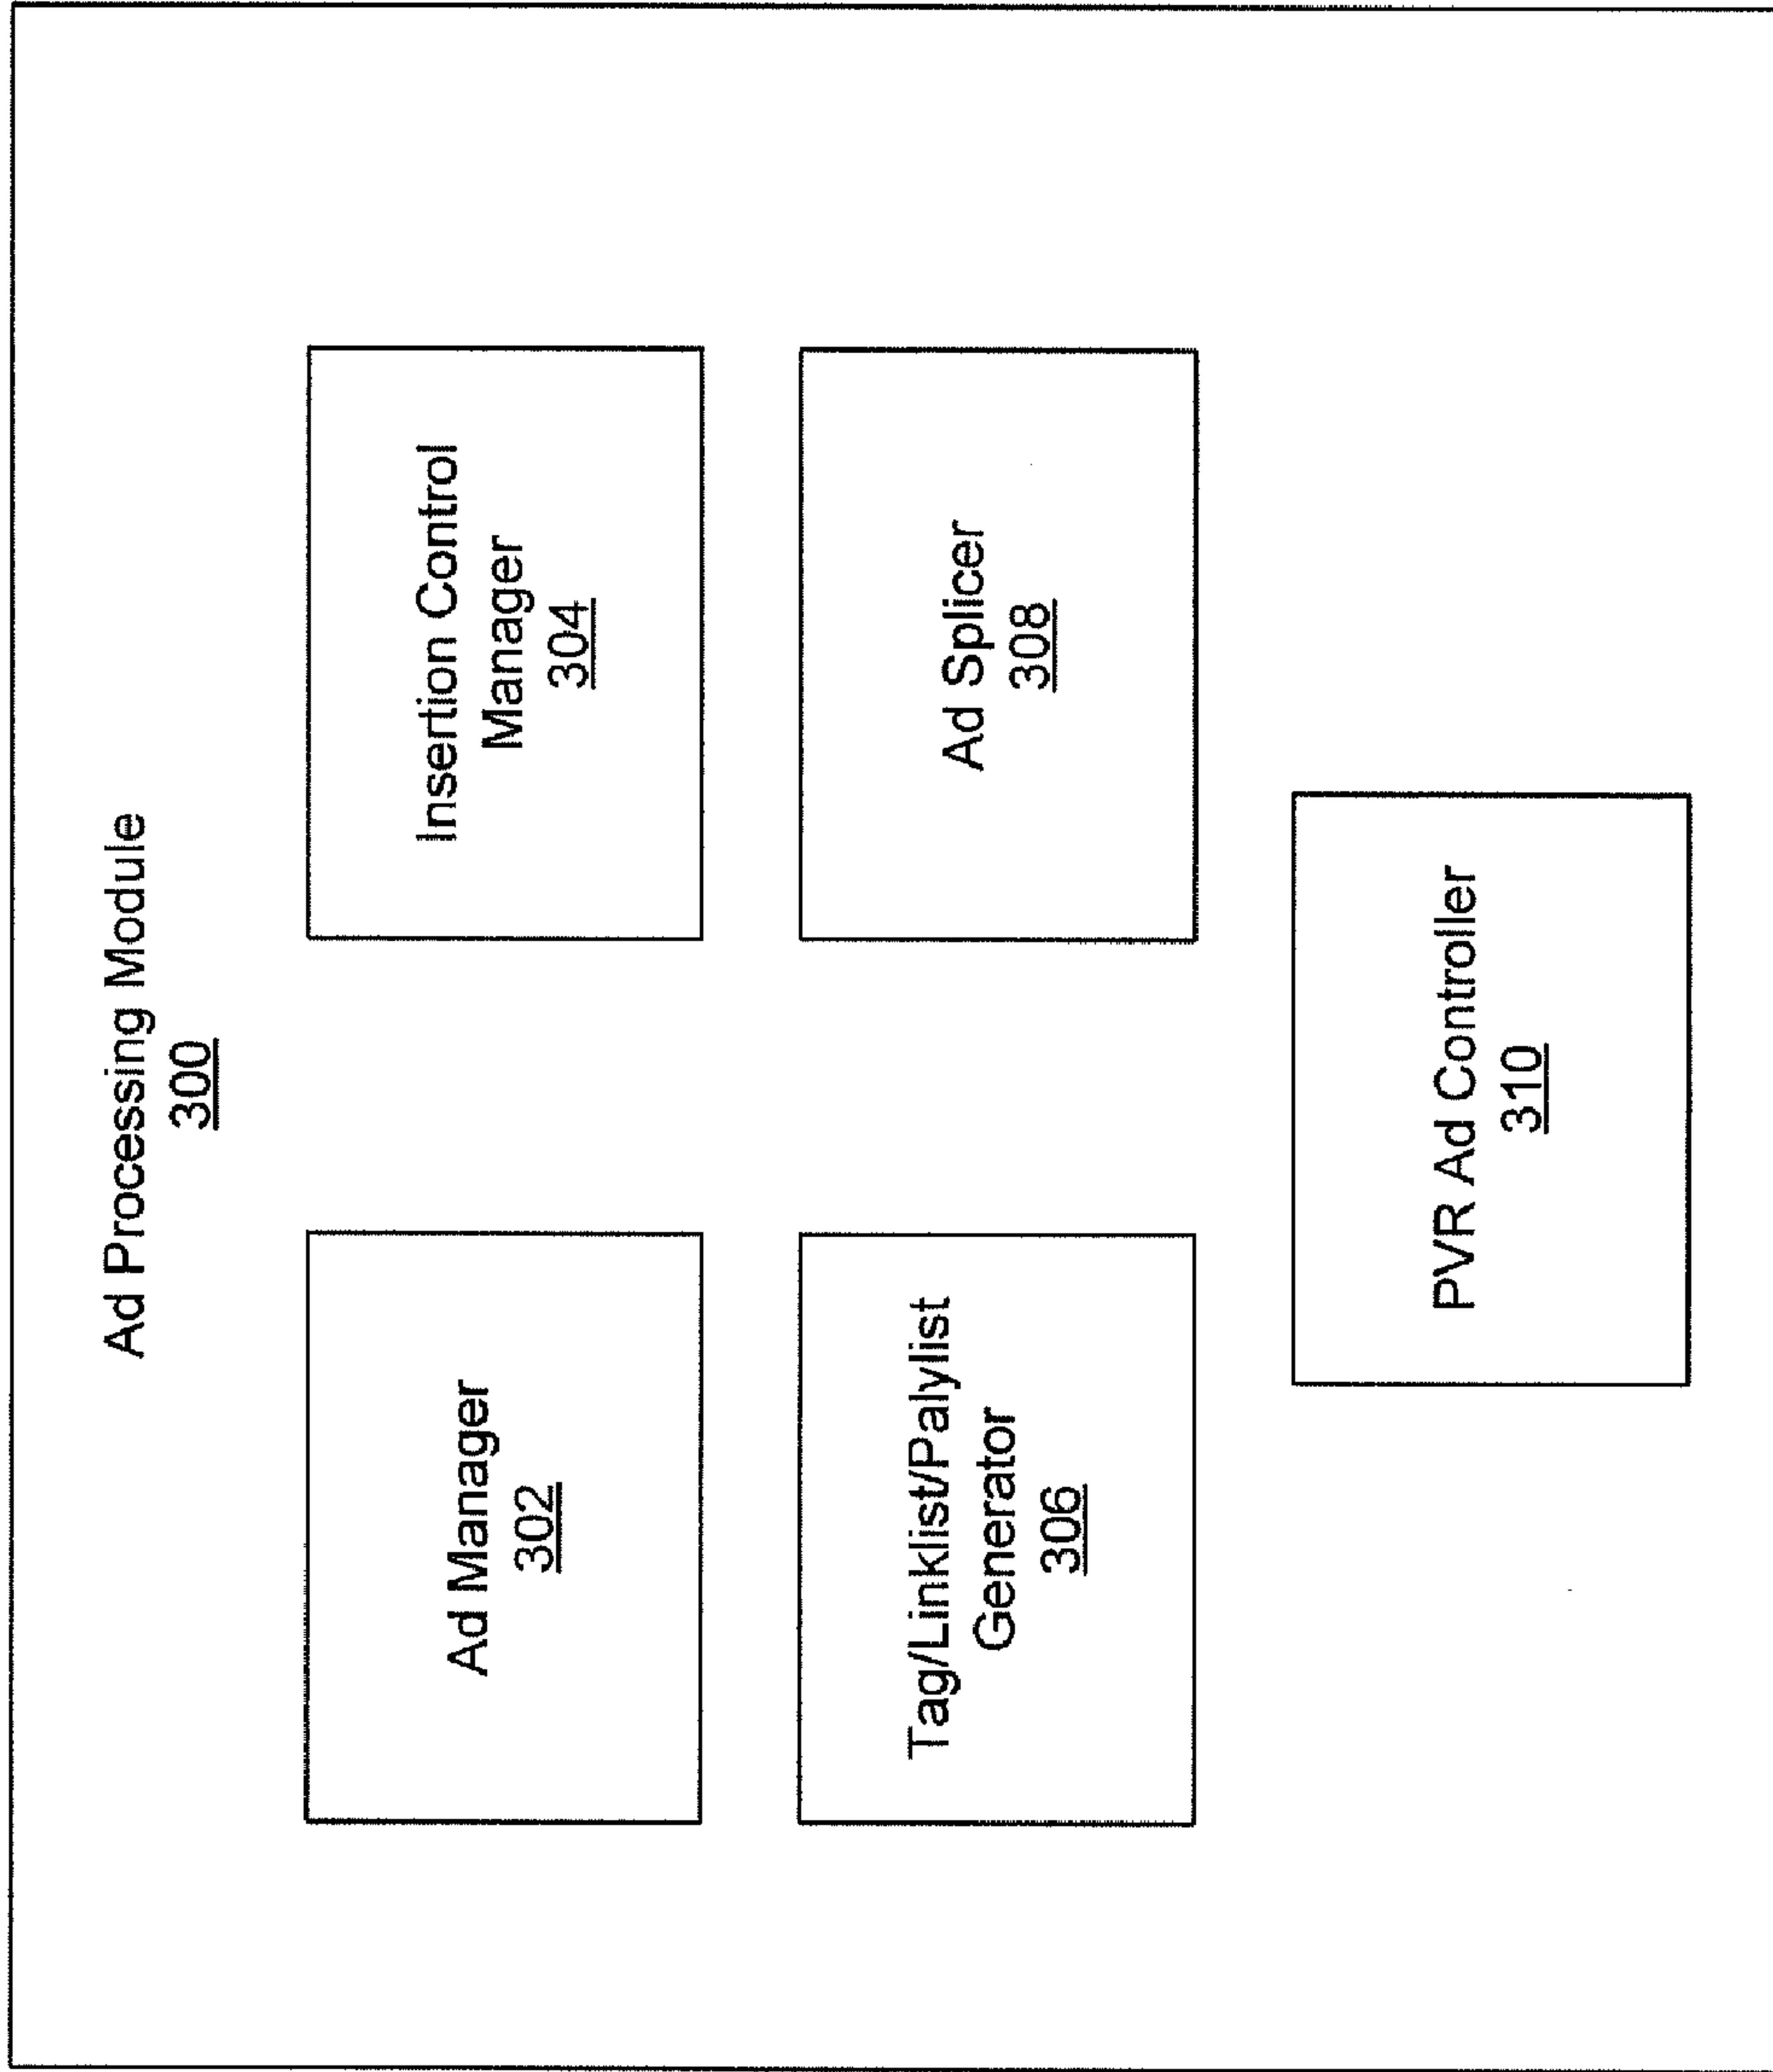 Ad Processing Module
300
Ad Manager
302
Insertion Control
Manager
304
Tag/Linklist/Palylist
Generator
306
Ad Splicer
308
PVR Ad Controller
310